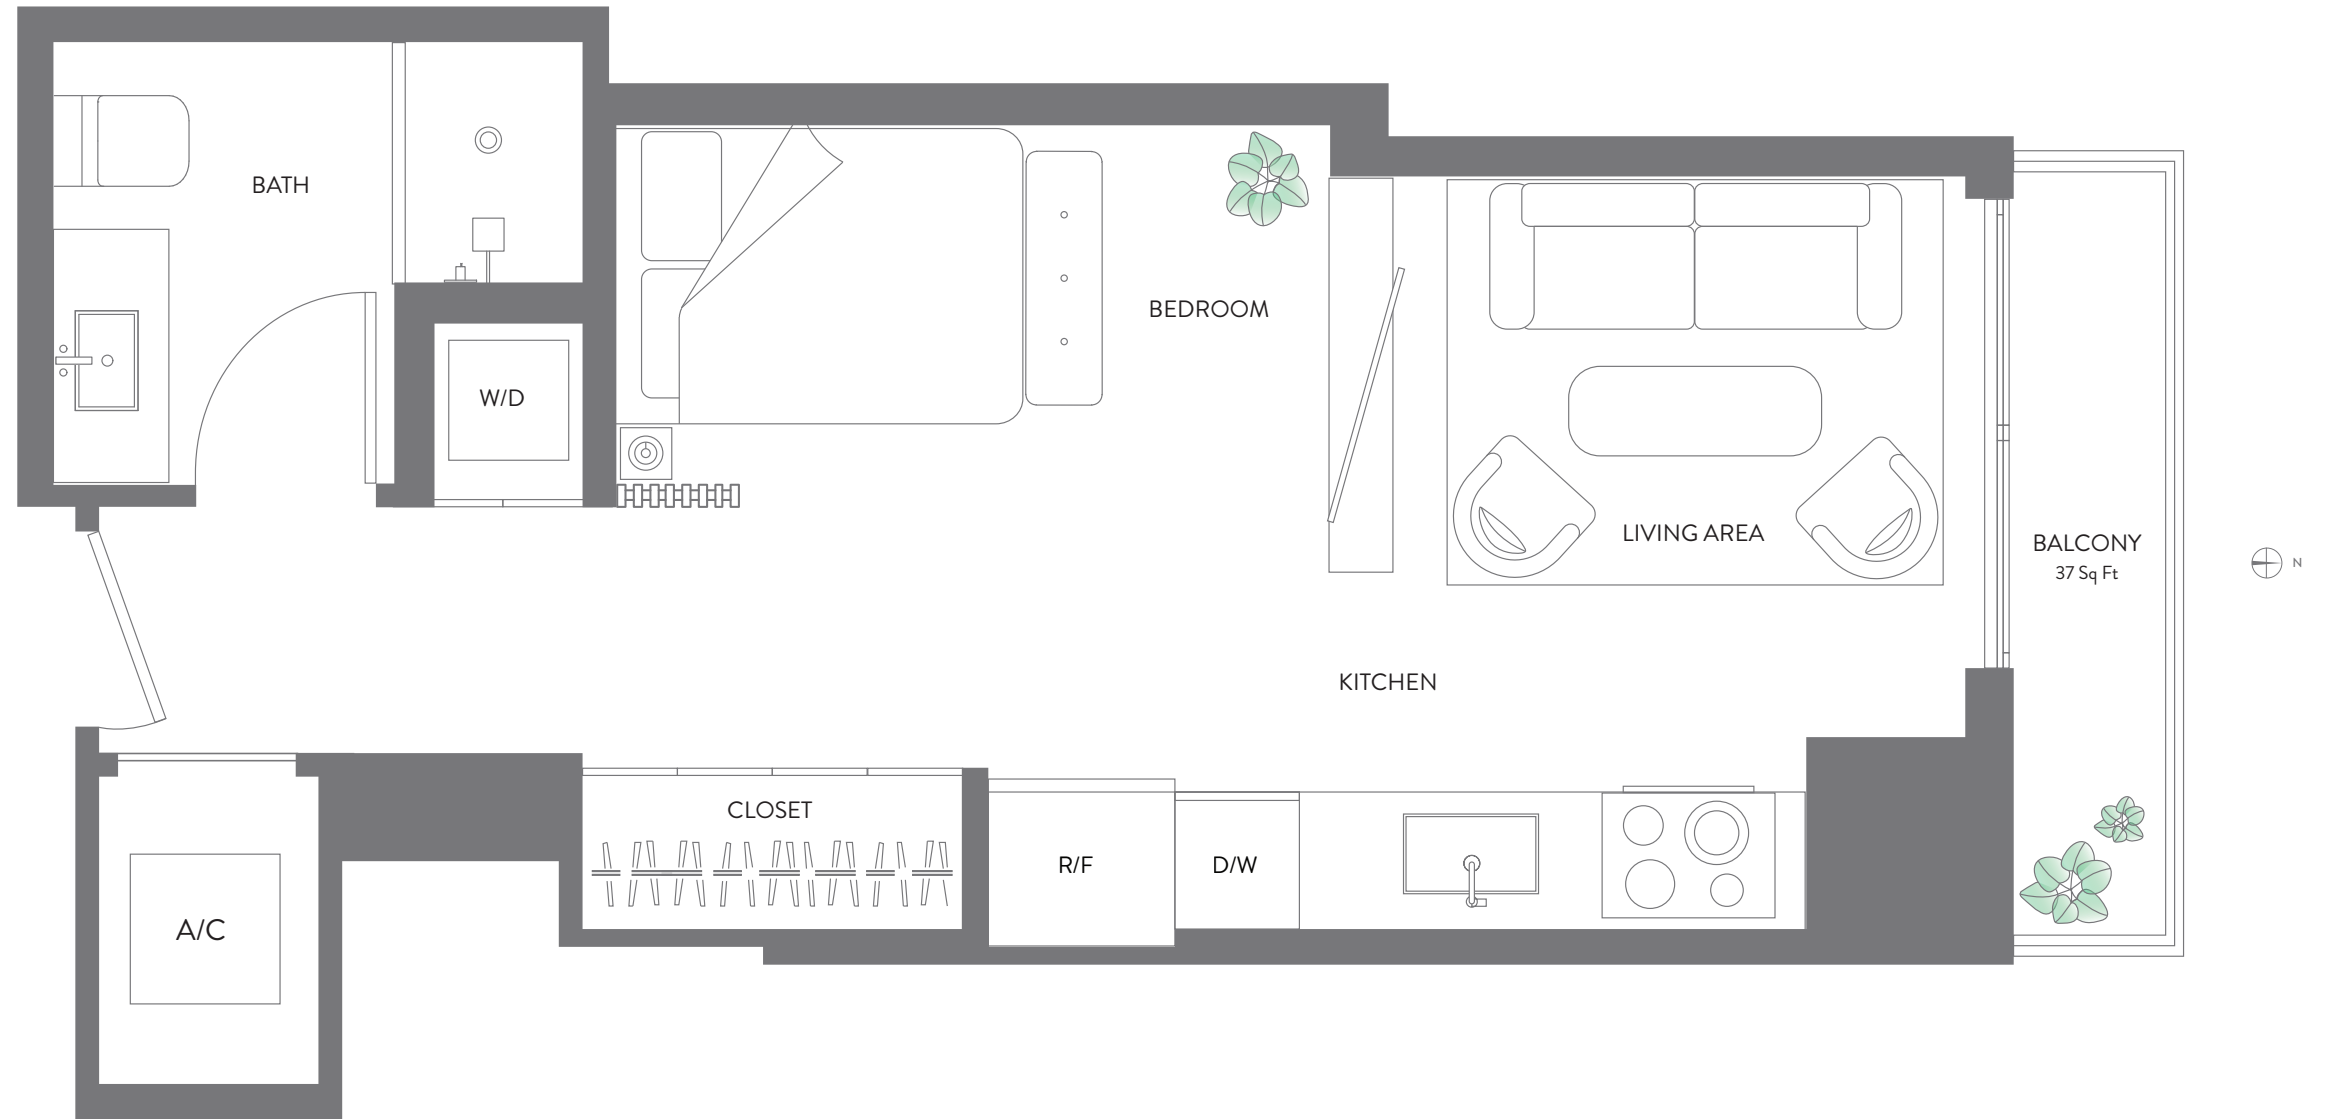 BATH
BEDROOM
W/D
LIVING AREA
BALCONY
37 Sq Ft
N
KITCHEN
CLOSET
R/F
D/W
A/C